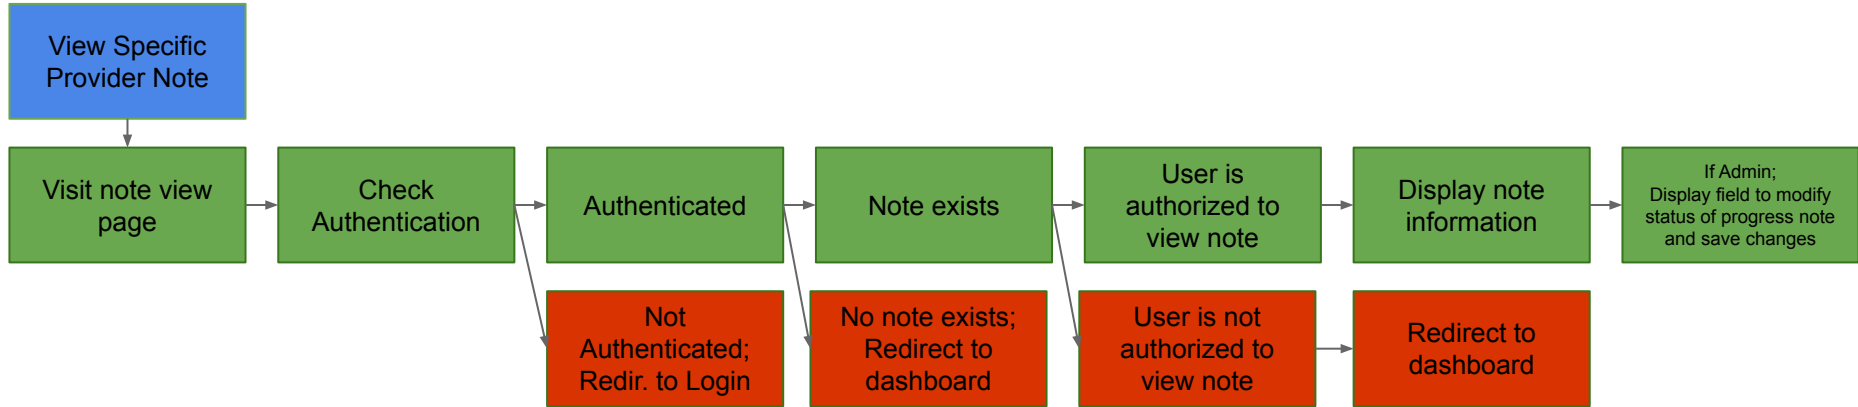 View Specific
Provider Note
Visit note view
page
Check
Authentication
Authenticated
Note exists
User is
authorized to
view note
Display note
information
If Admin;
Display field to modify
status of progress note
and save changes
Not
Authenticated;
Redir. to Login
No note exists;
Redirect to
dashboard
User is not
authorized to
view note
Redirect to
dashboard